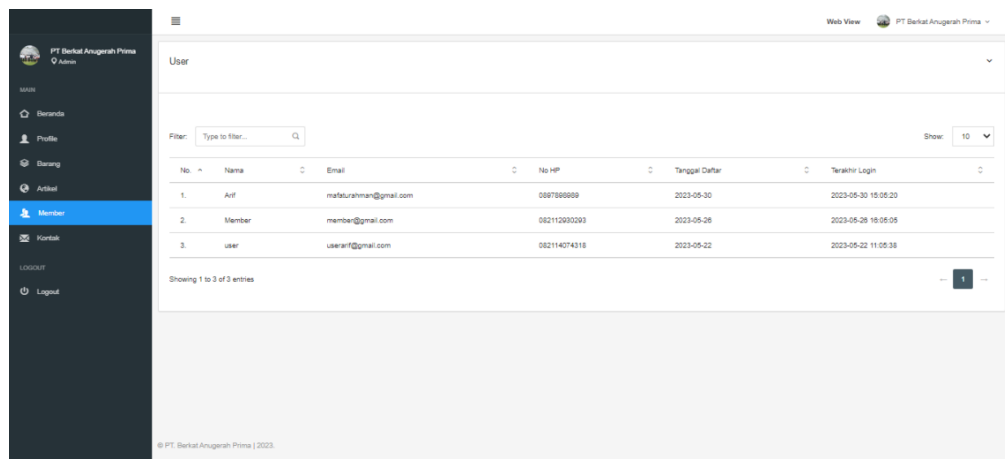 Web View PT Berkat Anugerah Prima
PT Berkat Anugerah Prima
Admin
MAIN
Beranda
Profile
Barang
Artikel
Member
Kontak
LOGOUT
Logout
User
Filter: Type to filter... Show: 10
No. Nama Email No HP Tanggal Daftar Terakhir Login
1. Arif mafaturahman@gmail.com 0897898989 2023-05-30 2023-05-30 15:05:20
2. Member member@gmail.com 082112930293 2023-05-26 2023-05-26 16:05:05
3. user userarif@gmail.com 082114074318 2023-05-22 2023-05-22 11:05:38
Showing 1 to 3 of 3 entries
← 1 →
© PT. Berkat Anugerah Prima | 2023.